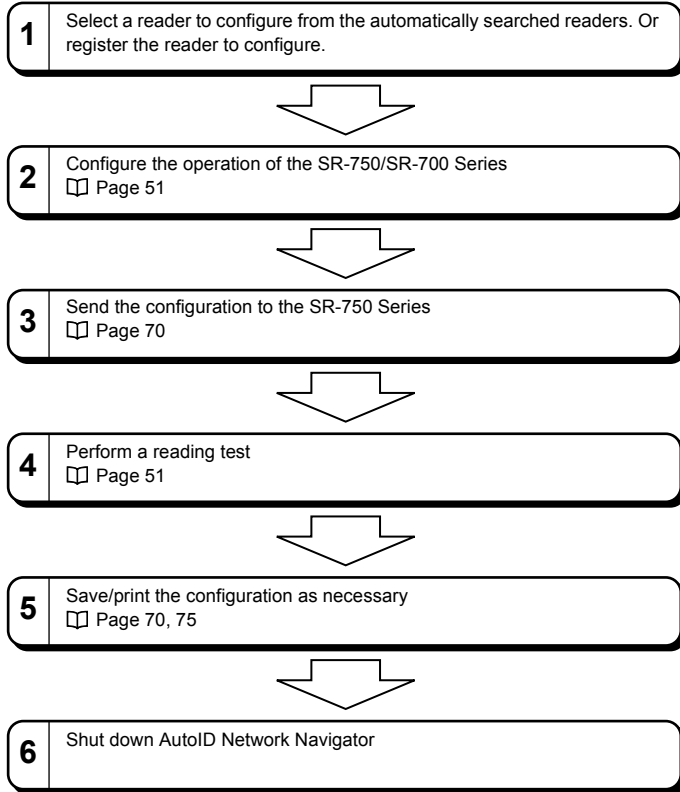 1
Select a reader to configure from the automatically searched readers. Or
register the reader to configure.
2
Configure the operation of the SR-750/SR-700 Series
Page 51
3
Send the configuration to the SR-750 Series
Page 70
4
Perform a reading test
Page 51
5
Save/print the configuration as necessary
Page 70, 75
6
Shut down AutoID Network Navigator